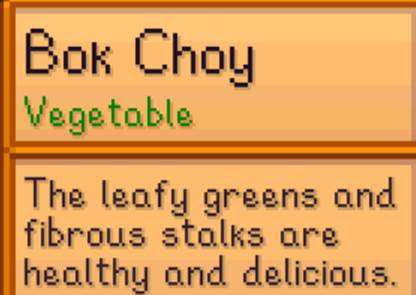 Bok Choy
Vegetable
The leafy greens and
fibrous stalks are
healthy and delicious.